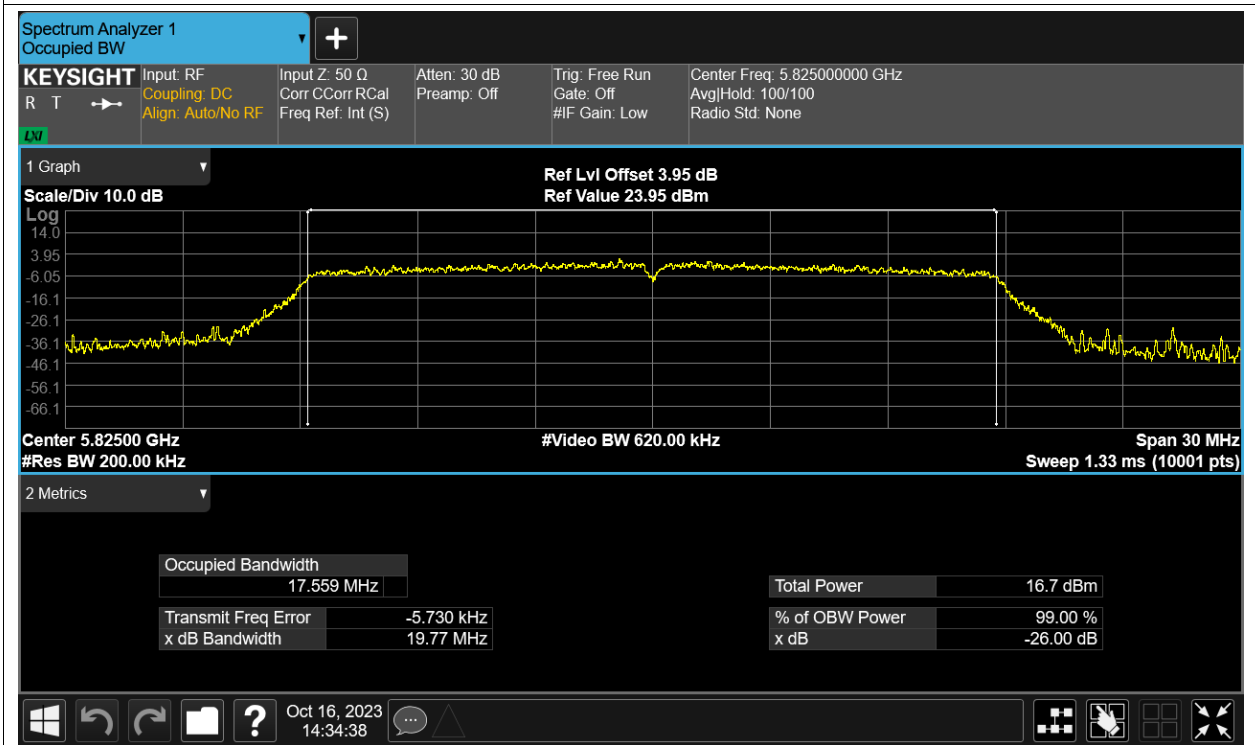 Spectrum Analyzer 1
Occupied BW
KEYSIGHT
R T
LXI
Input: RF
Coupling: DC
Align: Auto/No RF
Input Z: 50 Ω
Corr CCorr RCal
Freq Ref: Int (S)
Atten: 30 dB
Preamp: Off
Trig: Free Run
Gate: Off
#IF Gain: Low
Center Freq: 5.825000000 GHz
Avg|Hold: 100/100
Radio Std: None
1 Graph
Scale/Div 10.0 dB
Ref Lvl Offset 3.95 dB
Ref Value 23.95 dBm
Log
14.0
3.95
-6.05
-16.1
-26.1
-36.1
-46.1
-56.1
-66.1
Center 5.82500 GHz
#Res BW 200.00 kHz
#Video BW 620.00 kHz
Span 30 MHz
Sweep 1.33 ms (10001 pts)
2 Metrics
Occupied Bandwidth
17.559 MHz
Transmit Freq Error -5.730 kHz
x dB Bandwidth 19.77 MHz
Total Power 16.7 dBm
% of OBW Power 99.00 %
x dB -26.00 dB
?
Oct 16, 2023
14:34:38